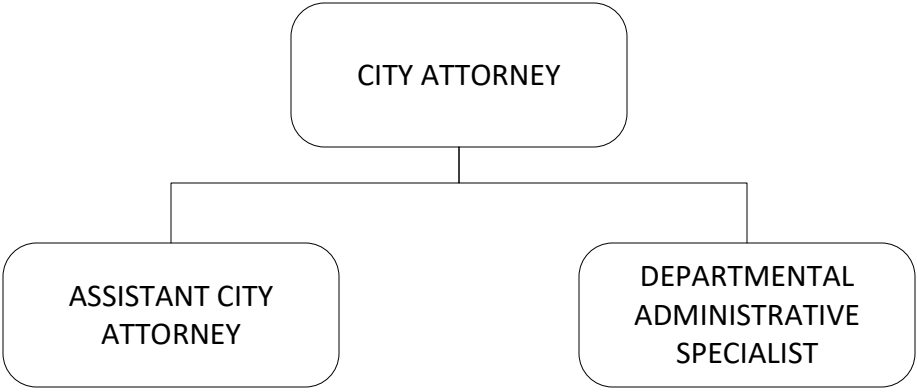 CITY ATTORNEY
ASSISTANT CITY
ATTORNEY
DEPARTMENTAL
ADMINISTRATIVE
SPECIALIST